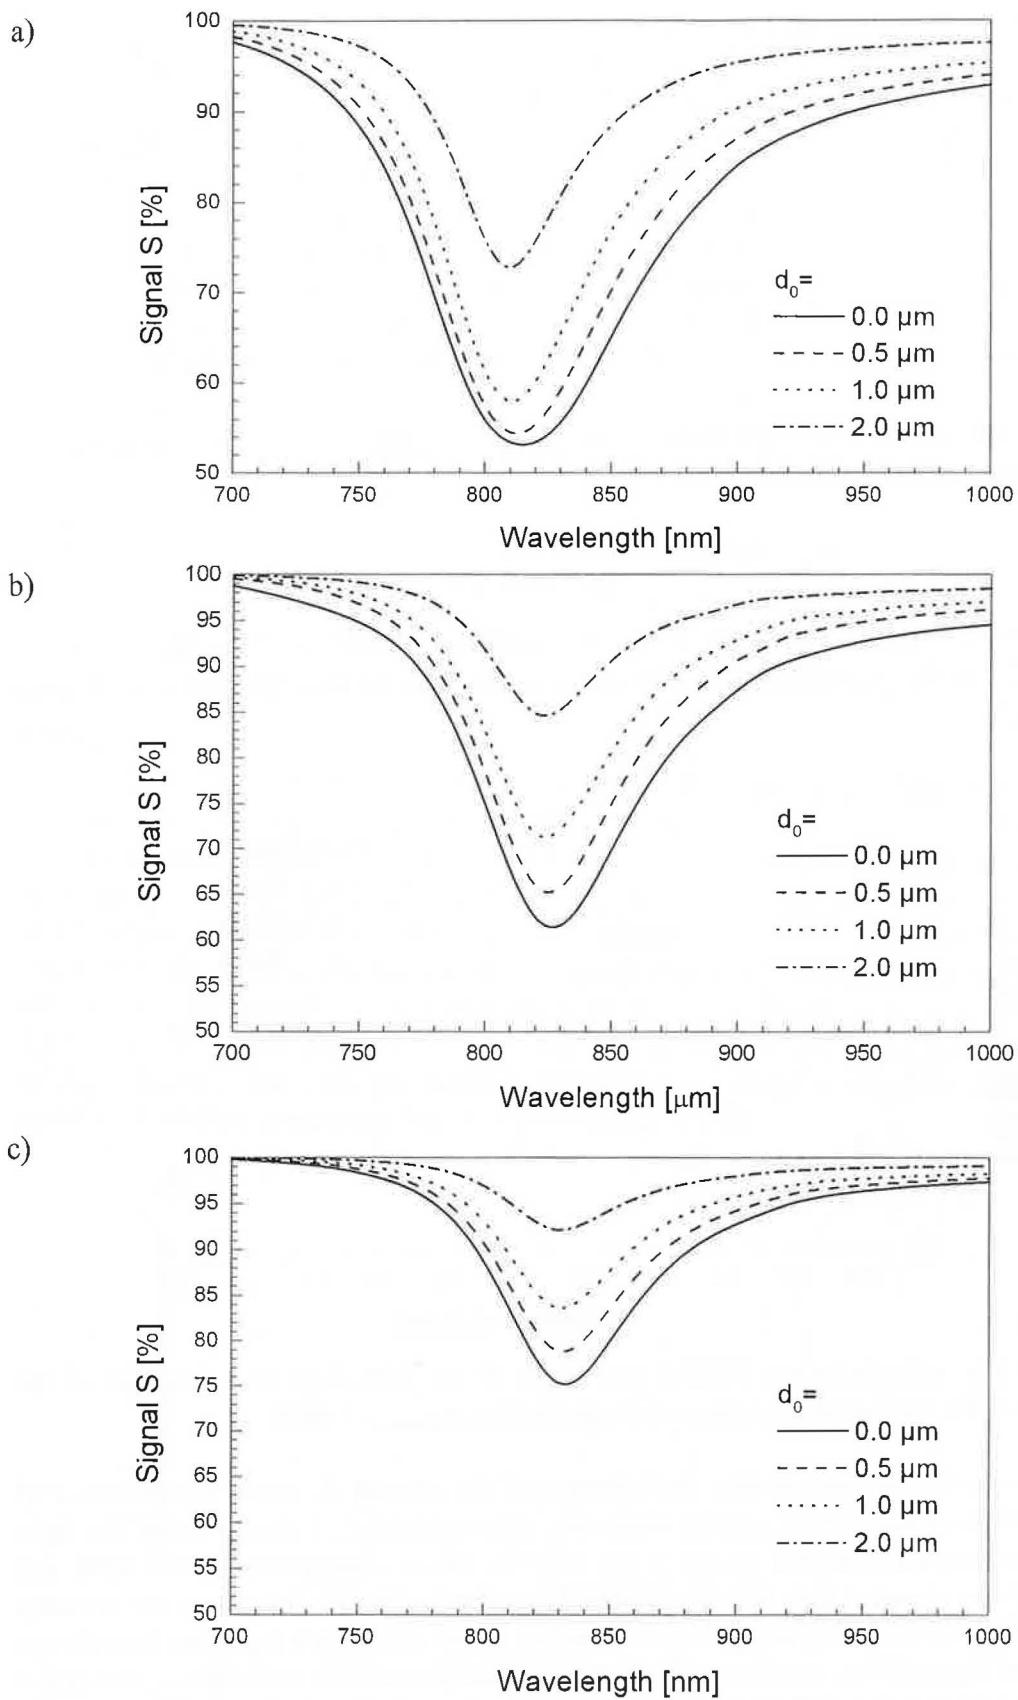 a)
100
90
80
70
60
50
Signal S [%]
d0=
0.0 µm
0.5 µm
1.0 µm
2.0 µm
700 750 800 850 900 950 1000
Wavelength [nm]
b)
100
95
90
85
80
75
70
65
60
55
50
Signal S [%]
d0=
0.0 µm
0.5 µm
1.0 µm
2.0 µm
700 750 800 850 900 950 1000
Wavelength [µm]
c)
100
95
90
85
80
75
70
65
60
55
50
Signal S [%]
d0=
0.0 µm
0.5 µm
1.0 µm
2.0 µm
700 750 800 850 900 950 1000
Wavelength [nm]